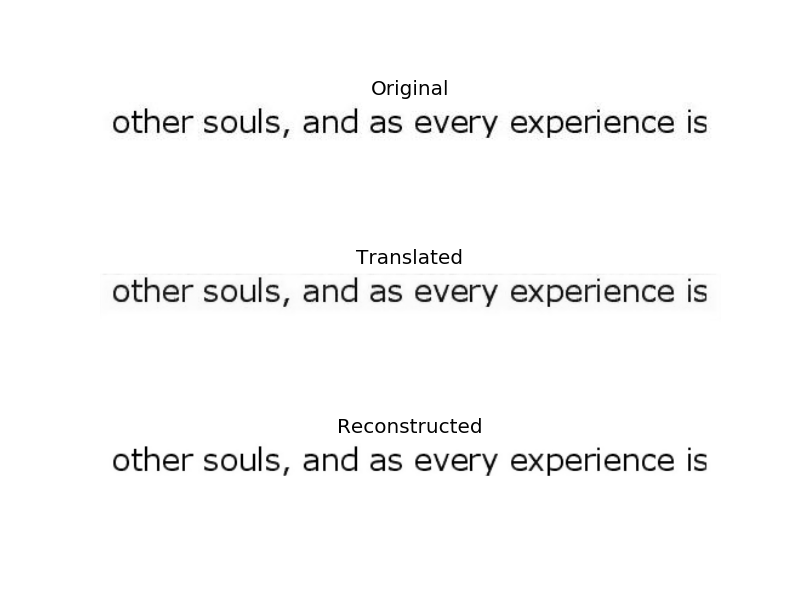 Original
other souls, and as every experience is
Translated
other souls, and as every experience is
Reconstructed
other souls, and as every experience is